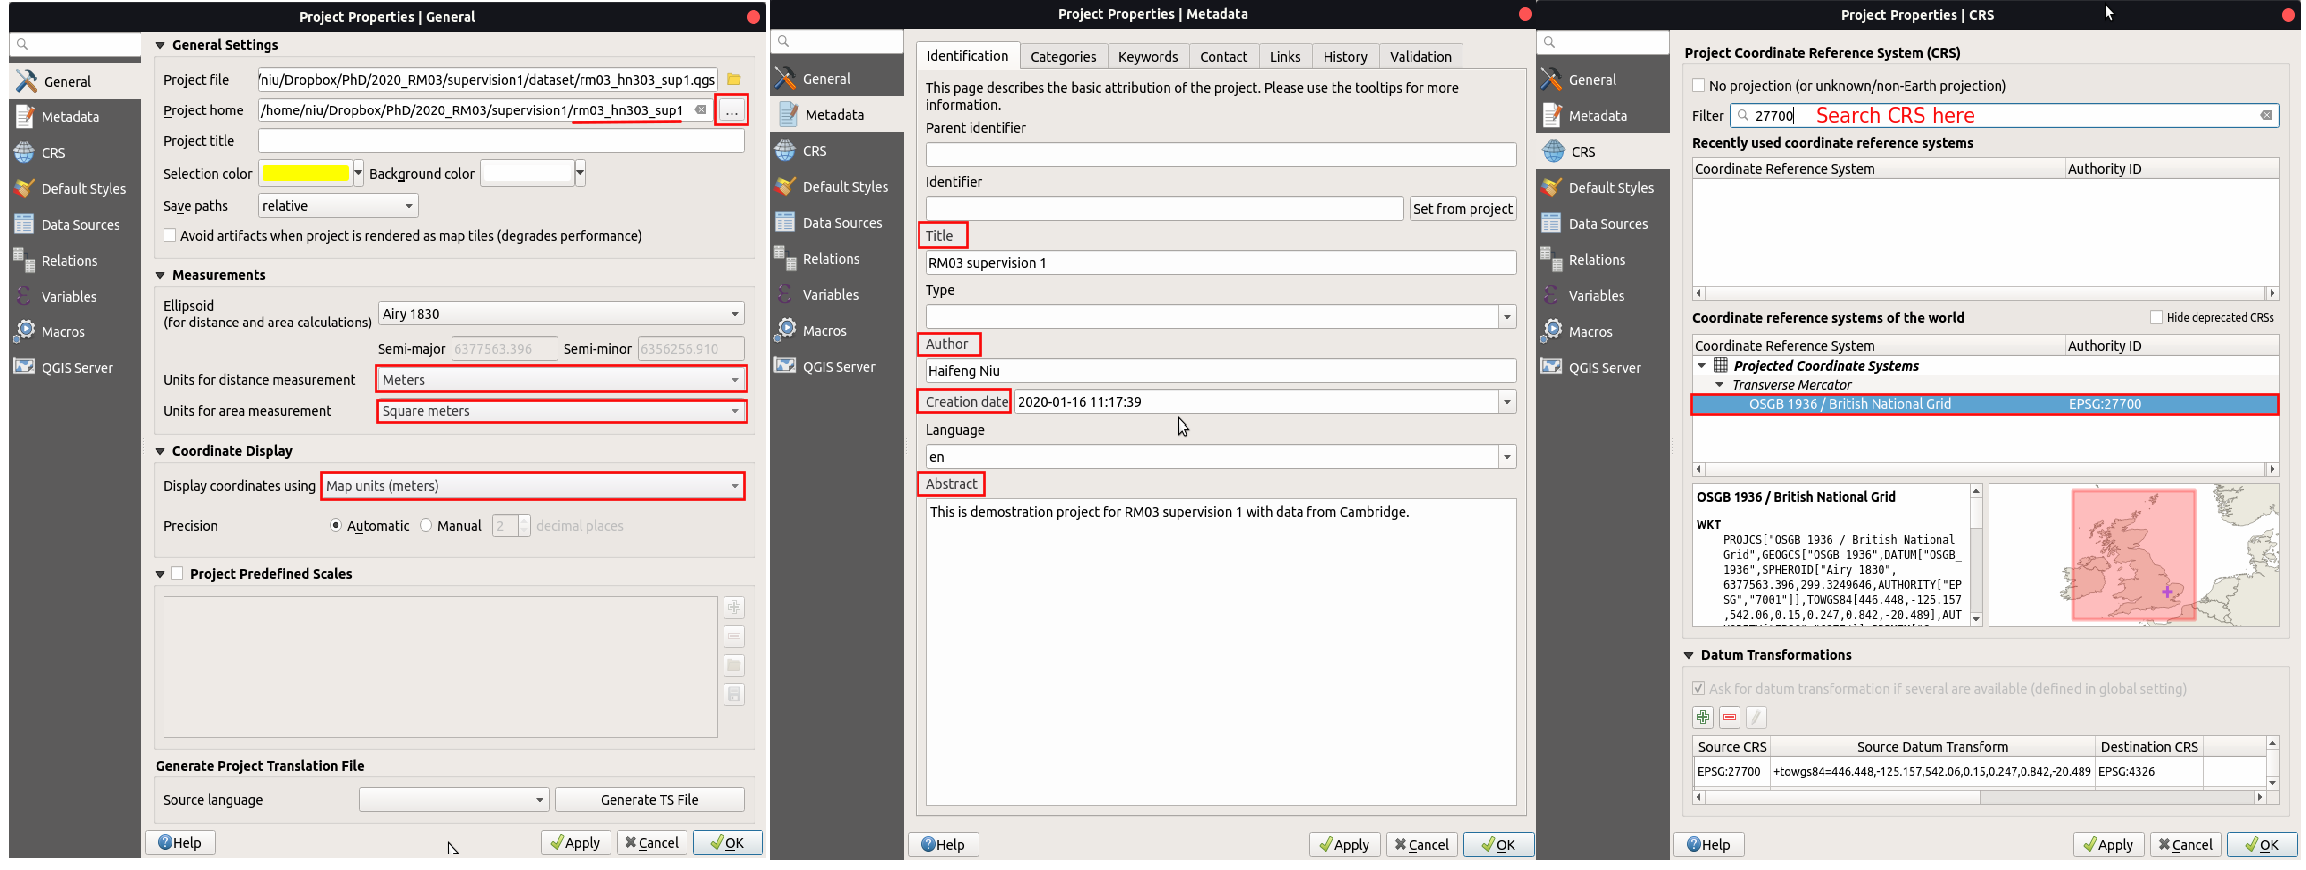 Project Properties | General
General
Metadata
CRS
Default Styles
Data Sources
Relations
Variables
Macros
QGIS Server
General Settings
Project file /niu/Dropbox/PhD/2020_RM03/supervision1/dataset/rm03_hn303_sup1.qgs
Project home /home/niu/Dropbox/PhD/2020_RM03/supervision1/rm03_hn303_sup1 ...
Project title
Selection color Background color
Save paths relative
Avoid artifacts when project is rendered as map tiles (degrades performance)
Measurements
Ellipsoid
(for distance and area calculations) Airy 1830
Semi-major 6377563.396 Semi-minor 6356256.910
Units for distance measurement Meters
Units for area measurement Square meters
Coordinate Display
Display coordinates using Map units (meters)
Precision Automatic Manual 2 decimal places
Project Predefined Scales
Generate Project Translation File
Source language Generate TS File
Help Apply Cancel OK
Project Properties | Metadata
General
Metadata
CRS
Default Styles
Data Sources
Relations
Variables
Macros
QGIS Server
Identification Categories Keywords Contact Links History Validation
This page describes the basic attribution of the project. Please use the tooltips for more
information.
Parent identifier
Identifier
Set from project
Title
RM03 supervision 1
Type
Author
Haifeng Niu
Creation date 2020-01-16 11:17:39
Language
en
Abstract
This is demostration project for RM03 supervision 1 with data from Cambridge.
Help Apply Cancel OK
Project Properties | CRS
General
Metadata
CRS
Default Styles
Data Sources
Relations
Variables
Macros
QGIS Server
Project Coordinate Reference System (CRS)
No projection (or unknown/non-Earth projection)
Filter 27700 Search CRS here
Recently used coordinate reference systems
Coordinate Reference System Authority ID
Coordinate reference systems of the world Hide deprecated CRSs
Coordinate Reference System Authority ID
Projected Coordinate Systems
Transverse Mercator
OSGB 1936 / British National Grid EPSG:27700
OSGB 1936 / British National Grid
WKT
PROJCS["OSGB 1936 / British National
Grid",GEOGCS["OSGB 1936",DATUM["OSGB_
1936",SPHEROID["Airy 1830",
6377563.396,299.3249646,AUTHORITY["EP
SG","7001"]],TOWGS84[446.448,-125.157
,542.06,0.15,0.247,0.842,-20.489],AUT
Datum Transformations
Ask for datum transformation if several are available (defined in global setting)
Source CRS Source Datum Transform Destination CRS
EPSG:27700 +towgs84=446.448,-125.157,542.06,0.15,0.247,0.842,-20.489 EPSG:4326
Help Apply Cancel OK